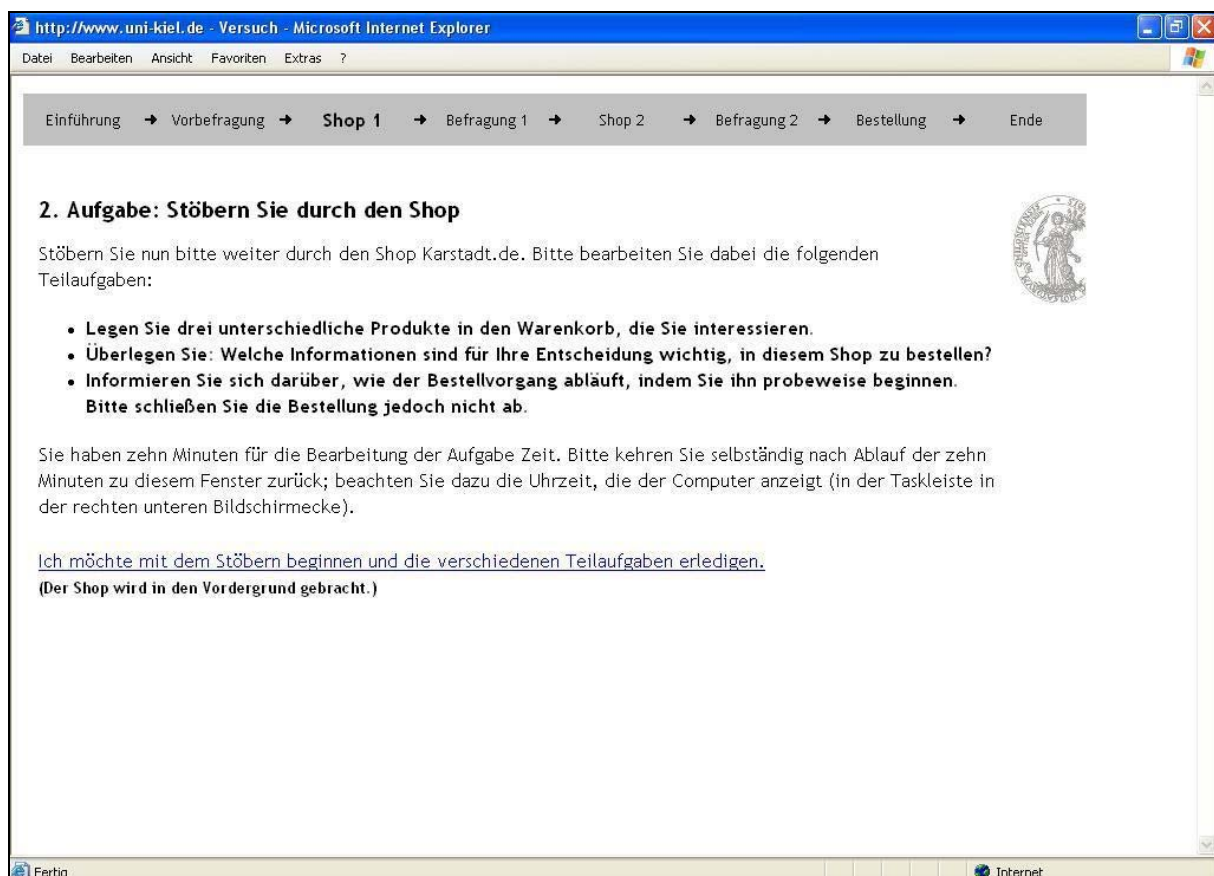 http://www.uni-kiel.de - Versuch - Microsoft Internet Explorer
Datei Bearbeiten Ansicht Favoriten Extras ?
Einführung → Vorbefragung → Shop 1 → Befragung 1 → Shop 2 → Befragung 2 → Bestellung → Ende
2. Aufgabe: Stöbern Sie durch den Shop
Stöbern Sie nun bitte weiter durch den Shop Karstadt.de. Bitte bearbeiten Sie dabei die folgenden
Teilaufgaben:
• Legen Sie drei unterschiedliche Produkte in den Warenkorb, die Sie interessieren.
• Überlegen Sie: Welche Informationen sind für Ihre Entscheidung wichtig, in diesem Shop zu bestellen?
• Informieren Sie sich darüber, wie der Bestellvorgang abläuft, indem Sie ihn probeweise beginnen.
Bitte schließen Sie die Bestellung jedoch nicht ab.
Sie haben zehn Minuten für die Bearbeitung der Aufgabe Zeit. Bitte kehren Sie selbständig nach Ablauf der zehn
Minuten zu diesem Fenster zurück; beachten Sie dazu die Uhrzeit, die der Computer anzeigt (in der Taskleiste in
der rechten unteren Bildschirmecke).
Ich möchte mit dem Stöbern beginnen und die verschiedenen Teilaufgaben erledigen.
(Der Shop wird in den Vordergrund gebracht.)
Fertig
Internet